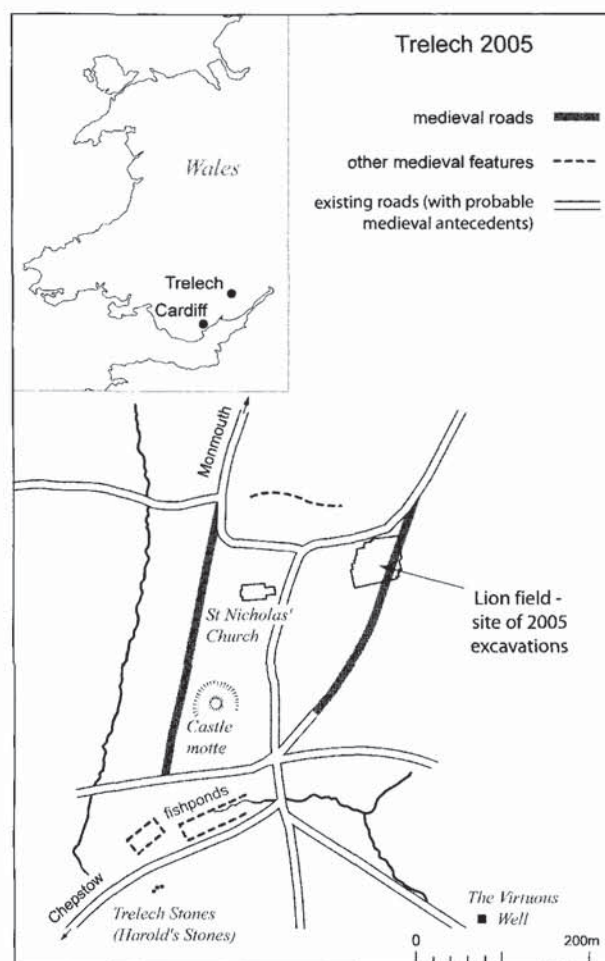 Trelech 2005
medieval roads
other medieval features
existing roads (with probable
medieval antecedents)
Wales
Trelech
Cardiff
Monmouth
St Nicholas'
Church
Lion field -
site of 2005
excavations
Castle
motte
fishponds
Chepstow
Trelech Stones
(Harold's Stones)
The Virtuous
Well
0
200m